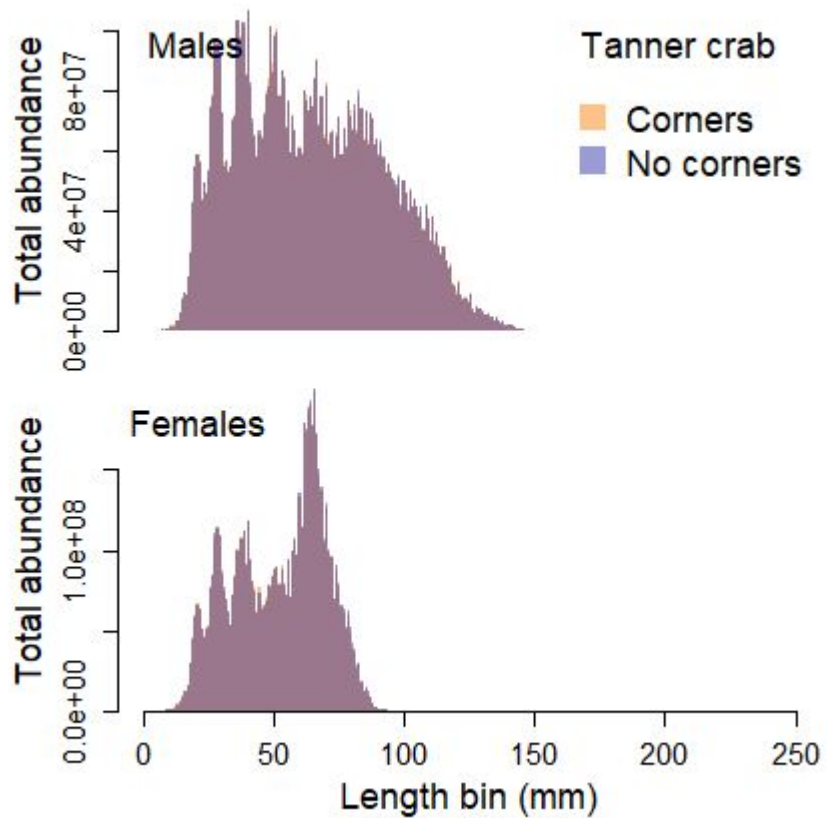 Males
Tanner crab
Corners
No corners
Total abundance
8e+07
4e+07
0e+00
Females
Total abundance
1.0e+08
0.0e+00
0 50 100 150 200 250
Length bin (mm)